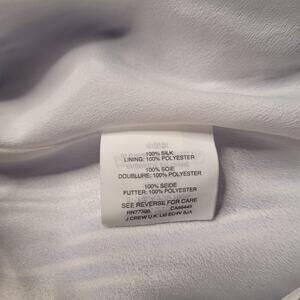 100% SILK
LINING: 100% POLYESTER
100% SOIE
DOUBLURE: 100% POLYESTER
100% SEIDE
FUTTER: 100% POLYESTER
SEE REVERSE FOR CARE
RN77388 CA66445
J.CREW U.K. Ltd EC4V 6JA